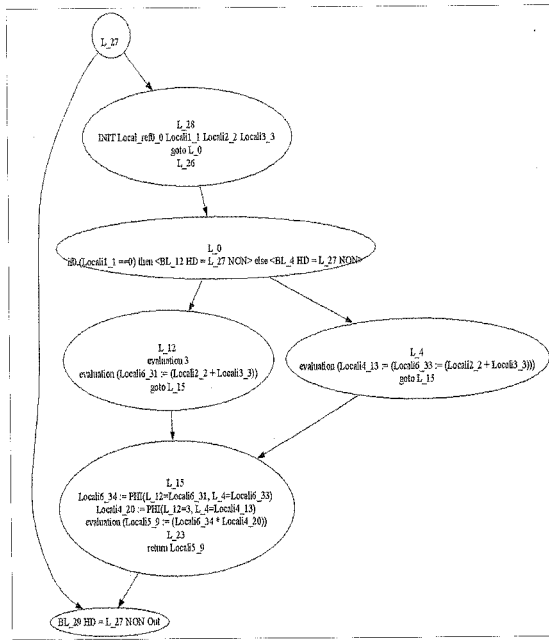 L_27
L_28
INIT Local_ref0_0 Locali1_1 Locali2_2 Locali3_3
goto L_0
L_26
L_0
if0 (Locali1_1 ==0) then <BL_12 HD = L_27 NON> else <BL_4 HD = L_27 NON>
L_12
evaluation 3
evaluation (Locali6_31 := (Locali2_2 + Locali3_3))
goto L_15
L_4
evaluation (Locali4_13 := (Locali6_33 := (Locali2_2 + Locali3_3)))
goto L_15
L_15
Locali6_34 := PHI(L_12=Locali6_31, L_4=Locali6_33)
Locali4_20 := PHI(L_12=3, L_4=Locali4_13)
evaluation (Locali5_9 := (Locali6_34 * Locali4_20))
L_23
return Locali5_9
BL_29 HD = L_27 NON Out